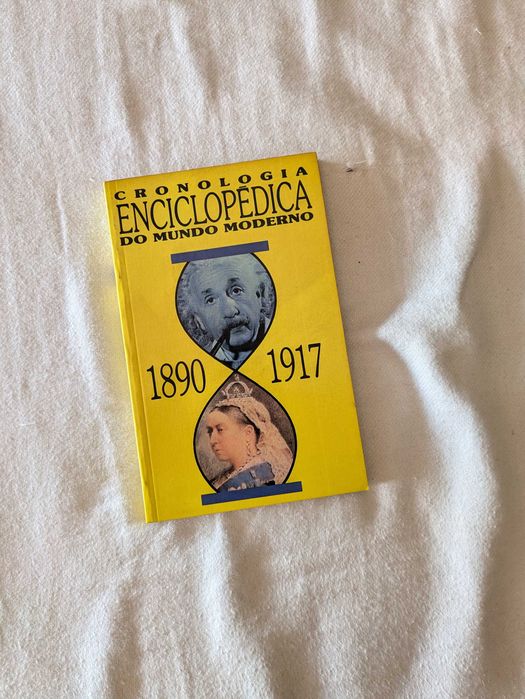 CRONOLOGIA
ENCICLOPÉDICA
DO MUNDO MODERNO
1890 1917